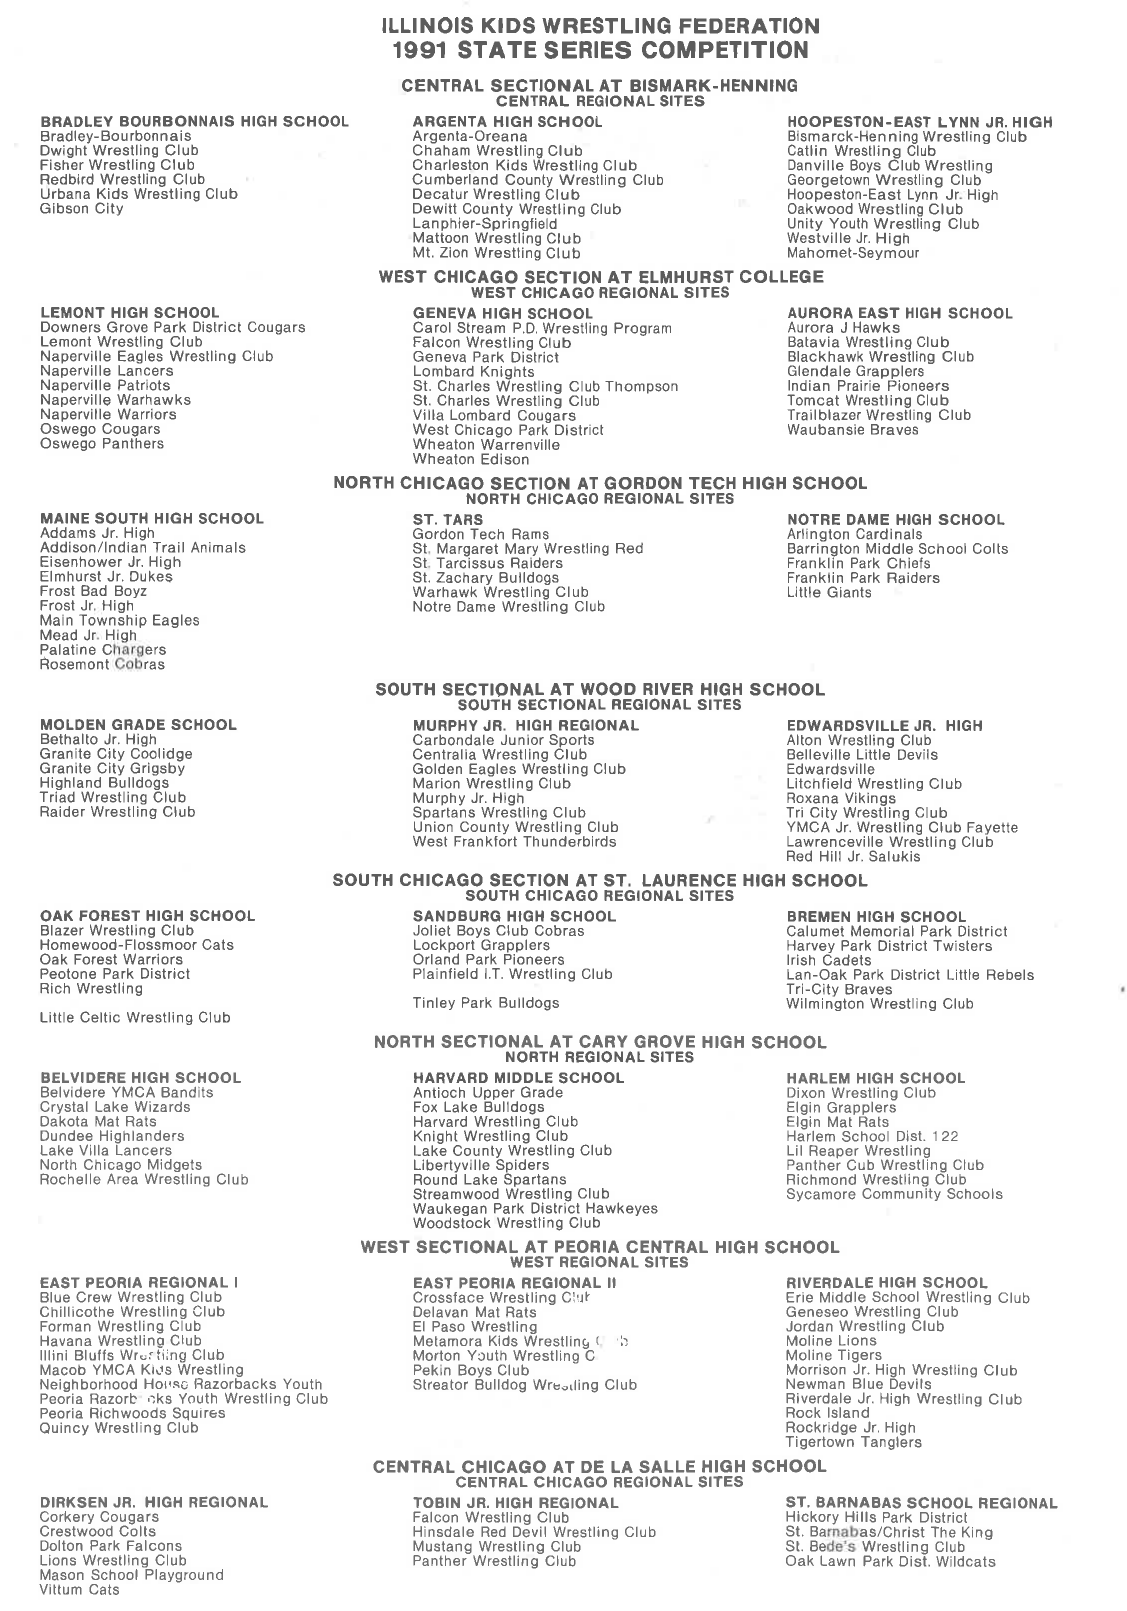 ILLINOIS KIDS WRESTLING FEDERATION
1991 STATE SERIES COMPETITION
CENTRAL SECTIONAL AT BISMARK-HENNING
CENTRAL REGIONAL SITES
BRADLEY BOURBONNAIS HIGH SCHOOL
Bradley-Bourbonnais
Dwight Wrestling Club
Fisher Wrestling Club
Redbird Wrestling Club
Urbana Kids Wrestling Club
Gibson City
ARGENTA HIGH SCHOOL
Argenta-Oreana
Chaham Wrestling Club
Charleston Kids Wrestling Club
Cumberland County Wrestling Club
Decatur Wrestling Club
Dewitt County Wrestling Club
Lanphier-Springfield
Mattoon Wrestling Club
Mt. Zion Wrestling Club
HOOPESTON-EAST LYNN JR. HIGH
Bismarck-Henning Wrestling Club
Catlin Wrestling Club
Danville Boys Club Wrestling
Georgetown Wrestling Club
Hoopeston-East Lynn Jr. High
Oakwood Wrestling Club
Unity Youth Wrestling Club
Westville Jr. High
Mahomet-Seymour
WEST CHICAGO SECTION AT ELMHURST COLLEGE
WEST CHICAGO REGIONAL SITES
LEMONT HIGH SCHOOL
Downers Grove Park District Cougars
Lemont Wrestling Club
Naperville Eagles Wrestling Club
Naperville Lancers
Naperville Patriots
Naperville Warhawks
Naperville Warriors
Oswego Cougars
Oswego Panthers
GENEVA HIGH SCHOOL
Carol Stream P.D. Wrestling Program
Falcon Wrestling Club
Geneva Park District
Lombard Knights
St. Charles Wrestling Club Thompson
St. Charles Wrestling Club
Villa Lombard Cougars
West Chicago Park District
Wheaton Warrenville
Wheaton Edison
AURORA EAST HIGH SCHOOL
Aurora J Hawks
Batavia Wrestling Club
Blackhawk Wrestling Club
Glendale Grapplers
Indian Prairie Pioneers
Tomcat Wrestling Club
Trailblazer Wrestling Club
Waubansie Braves
NORTH CHICAGO SECTION AT GORDON TECH HIGH SCHOOL
NORTH CHICAGO REGIONAL SITES
MAINE SOUTH HIGH SCHOOL
Addams Jr. High
Addison/Indian Trail Animals
Eisenhower Jr. High
Elmhurst Jr. Dukes
Frost Bad Boyz
Frost Jr. High
Main Township Eagles
Mead Jr. High
Palatine Chargers
Rosemont Cobras
ST. TARS
Gordon Tech Rams
St. Margaret Mary Wrestling Red
St. Tarcissus Raiders
St. Zachary Bulldogs
Warhawk Wrestling Club
Notre Dame Wrestling Club
NOTRE DAME HIGH SCHOOL
Arlington Cardinals
Barrington Middle School Colts
Franklin Park Chiefs
Franklin Park Raiders
Little Giants
SOUTH SECTIONAL AT WOOD RIVER HIGH SCHOOL
SOUTH SECTIONAL REGIONAL SITES
MOLDEN GRADE SCHOOL
Bethalto Jr. High
Granite City Coolidge
Granite City Grigsby
Highland Bulldogs
Triad Wrestling Club
Raider Wrestling Club
MURPHY JR. HIGH REGIONAL
Carbondale Junior Sports
Centralia Wrestling Club
Golden Eagles Wrestling Club
Marion Wrestling Club
Murphy Jr. High
Spartans Wrestling Club
Union County Wrestling Club
West Frankfort Thunderbirds
EDWARDSVILLE JR. HIGH
Alton Wrestling Club
Belleville Little Devils
Edwardsville
Litchfield Wrestling Club
Roxana Vikings
Tri City Wrestling Club
YMCA Jr. Wrestling Club Fayette
Lawrenceville Wrestling Club
Red Hill Jr. Salukis
SOUTH CHICAGO SECTION AT ST. LAURENCE HIGH SCHOOL
SOUTH CHICAGO REGIONAL SITES
OAK FOREST HIGH SCHOOL
Blazer Wrestling Club
Homewood-Flossmoor Cats
Oak Forest Warriors
Peotone Park District
Rich Wrestling
Little Celtic Wrestling Club
SANDBURG HIGH SCHOOL
Joliet Boys Club Cobras
Lockport Grapplers
Orland Park Pioneers
Plainfield I.T. Wrestling Club
Tinley Park Bulldogs
BREMEN HIGH SCHOOL
Calumet Memorial Park District
Harvey Park District Twisters
Irish Cadets
Lan-Oak Park District Little Rebels
Tri-City Braves
Wilmington Wrestling Club
NORTH SECTIONAL AT CARY GROVE HIGH SCHOOL
NORTH REGIONAL SITES
BELVIDERE HIGH SCHOOL
Belvidere YMCA Bandits
Crystal Lake Wizards
Dakota Mat Rats
Dundee Highlanders
Lake Villa Lancers
North Chicago Midgets
Rochelle Area Wrestling Club
HARVARD MIDDLE SCHOOL
Antioch Upper Grade
Fox Lake Bulldogs
Harvard Wrestling Club
Knight Wrestling Club
Lake County Wrestling Club
Libertyville Spiders
Round Lake Spartans
Streamwood Wrestling Club
Waukegan Park District Hawkeyes
Woodstock Wrestling Club
HARLEM HIGH SCHOOL
Dixon Wrestling Club
Elgin Grapplers
Elgin Mat Rats
Harlem School Dist. 122
Lil Reaper Wrestling
Panther Cub Wrestling Club
Richmond Wrestling Club
Sycamore Community Schools
WEST SECTIONAL AT PEORIA CENTRAL HIGH SCHOOL
WEST REGIONAL SITES
EAST PEORIA REGIONAL I
Blue Crew Wrestling Club
Chillicothe Wrestling Club
Forman Wrestling Club
Havana Wrestling Club
Illini Bluffs Wrestling Club
Macob YMCA Kids Wrestling
Neighborhood House Razorbacks Youth
Peoria Razorbacks Youth Wrestling Club
Peoria Richwoods Squires
Quincy Wrestling Club
EAST PEORIA REGIONAL II
Crossface Wrestling Club
Delavan Mat Rats
El Paso Wrestling
Metamora Kids Wrestling
Morton Youth Wrestling C
Pekin Boys Club
Streator Bulldog Wrestling Club
RIVERDALE HIGH SCHOOL
Erie Middle School Wrestling Club
Geneseo Wrestling Club
Jordan Wrestling Club
Moline Lions
Moline Tigers
Morrison Jr. High Wrestling Club
Newman Blue Devils
Riverdale Jr. High Wrestling Club
Rock Island
Rockridge Jr. High
Tigertown Tanglers
CENTRAL CHICAGO AT DE LA SALLE HIGH SCHOOL
CENTRAL CHICAGO REGIONAL SITES
DIRKSEN JR. HIGH REGIONAL
Corkery Cougars
Crestwood Colts
Dolton Park Falcons
Lions Wrestling Club
Mason School Playground
Vittum Cats
TOBIN JR. HIGH REGIONAL
Falcon Wrestling Club
Hinsdale Red Devil Wrestling Club
Mustang Wrestling Club
Panther Wrestling Club
ST. BARNABAS SCHOOL REGIONAL
Hickory Hills Park District
St. Barnabas/Christ The King
St. Bede's Wrestling Club
Oak Lawn Park Dist. Wildcats